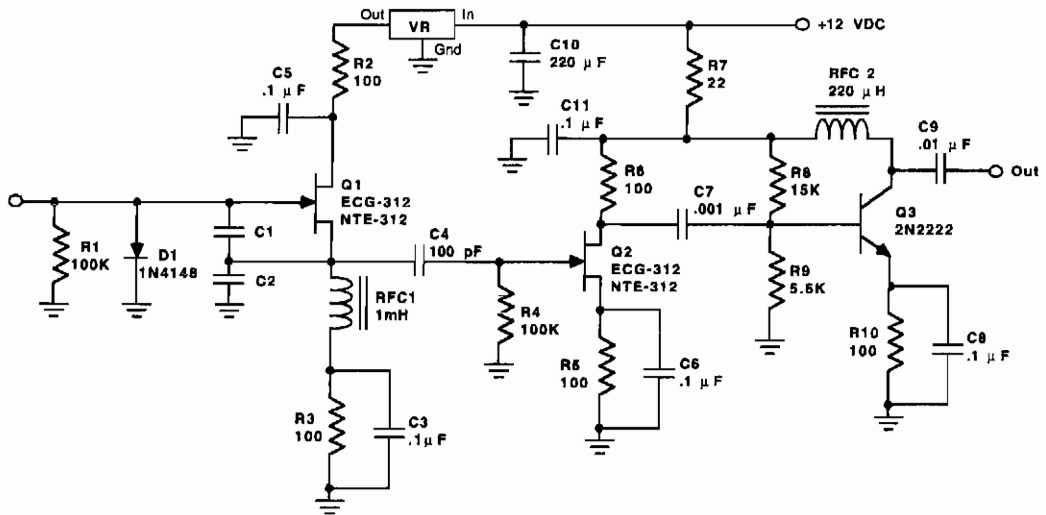 Out
VR
In
Gnd
+12 VDC
R2
100
C10
220 µF
R7
22
RFC 2
220 µH
C5
.1 µF
C11
.1 µF
C9
.01 µF
Out
Q1
ECG-312
NTE-312
R6
100
C7
.001 µF
R8
15K
Q3
2N2222
R1
100K
D1
1N4148
C1
C2
C4
100 pF
Q2
ECG-312
NTE-312
R9
5.6K
RFC1
1mH
R4
100K
R5
100
C6
.1 µF
R10
100
C8
.1 µF
R3
100
C3
.1µF